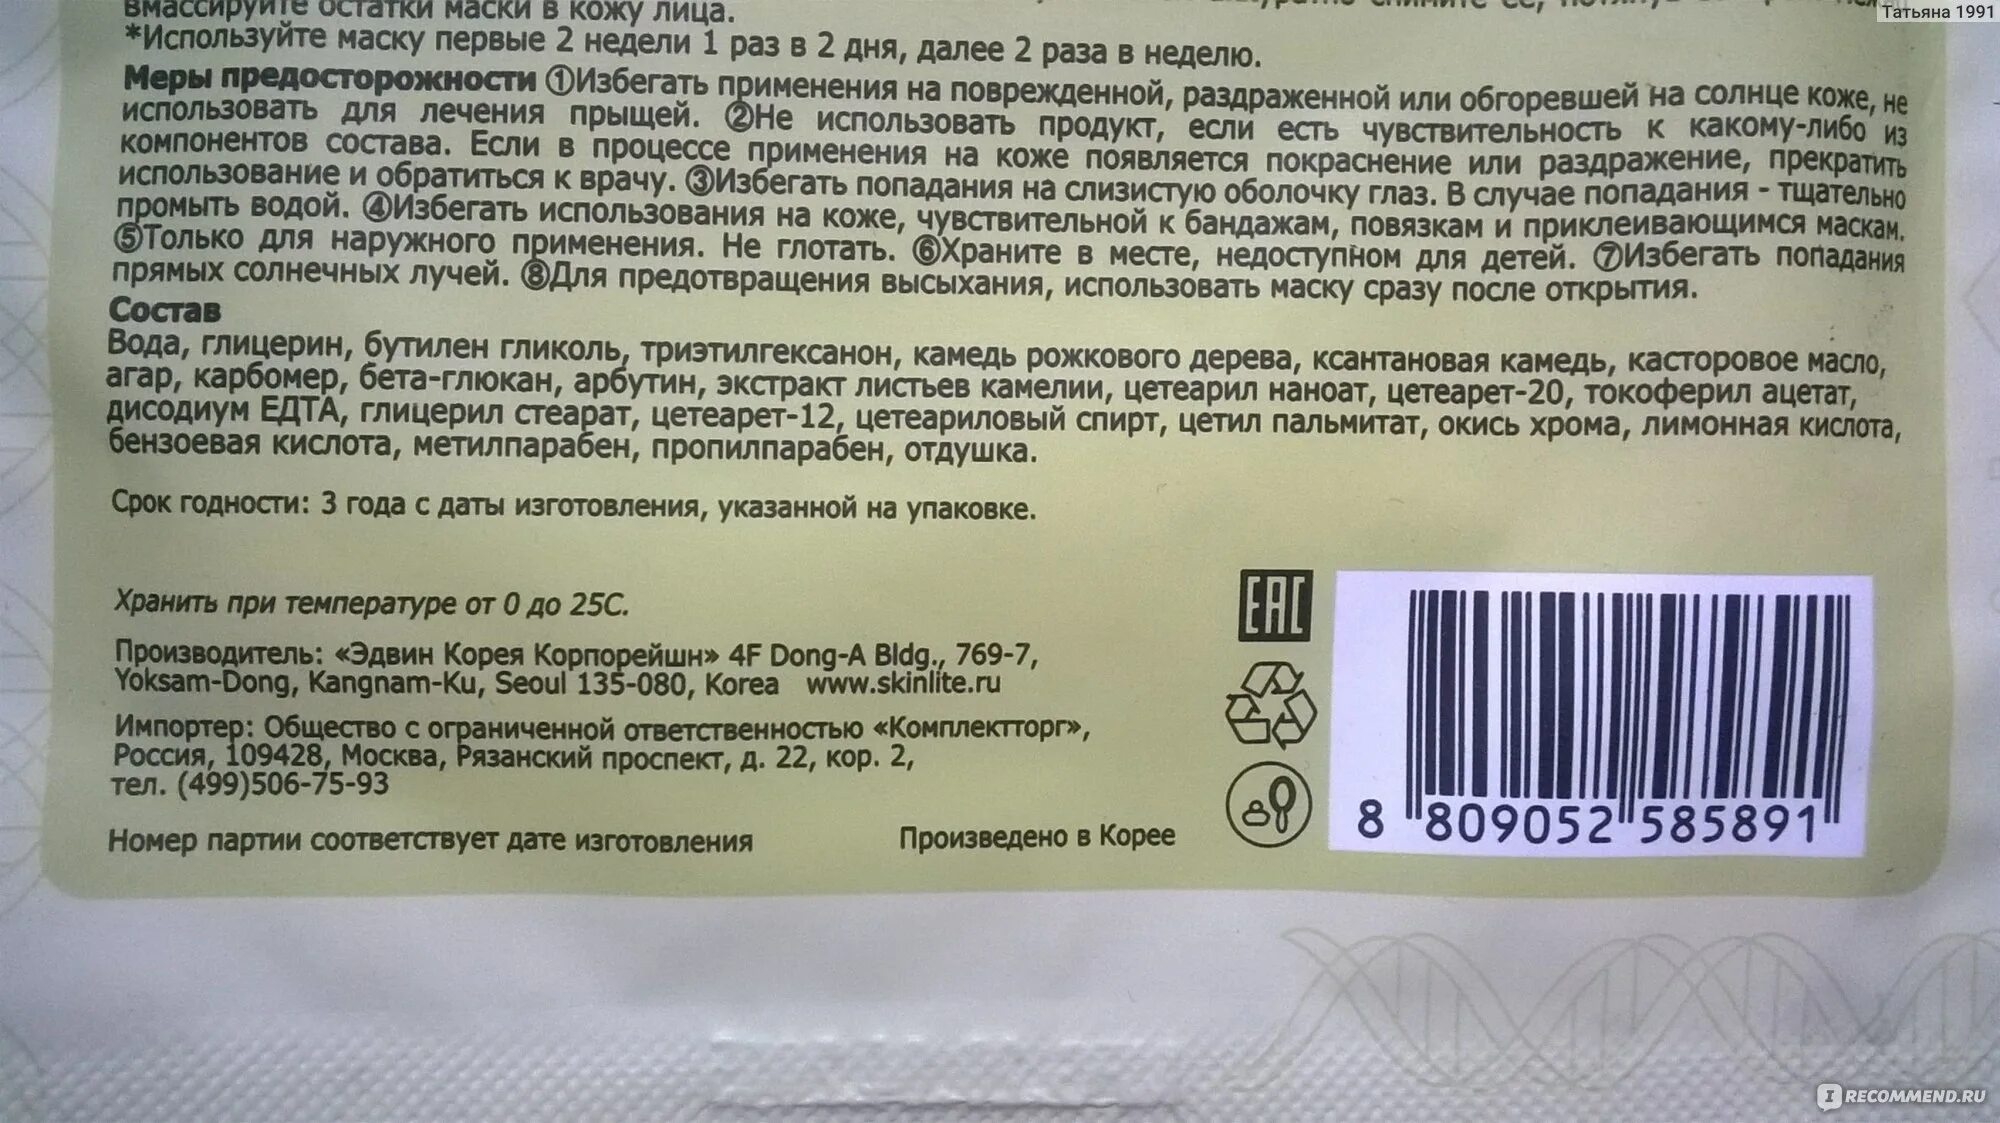 Татьяна 1991
вмассируйте остатки маски в кожу лица.
*Используйте маску первые 2 недели 1 раз в 2 дня, далее 2 раза в неделю.
Меры предосторожности ①Избегать применения на поврежденной, раздраженной или обгоревшей на солнце коже, не
использовать для лечения прыщей. ②Не использовать продукт, если есть чувствительность к какому-либо из
компонентов состава. Если в процессе применения на коже появляется покраснение или раздражение, прекратить
использование и обратиться к врачу. ③Избегать попадания на слизистую оболочку глаз. В случае попадания - тщательно
промыть водой. ④Избегать использования на коже, чувствительной к бандажам, повязкам и приклеивающимся маскам.
⑤Только для наружного применения. Не глотать. ⑥Храните в месте, недоступном для детей. ⑦Избегать попадания
прямых солнечных лучей. ⑧Для предотвращения высыхания, использовать маску сразу после открытия.
Состав
Вода, глицерин, бутилен гликоль, триэтилгексанон, камедь рожкового дерева, ксантановая камедь, касторовое масло,
агар, карбомер, бета-глюкан, арбутин, экстракт листьев камелии, цетеарил наноат, цетеарет-20, токоферил ацетат,
дисодиум ЕДТА, глицерил стеарат, цетеарет-12, цетеариловый спирт, цетил пальмитат, окись хрома, лимонная кислота,
бензоевая кислота, метилпарабен, пропилпарабен, отдушка.
Срок годности: 3 года с даты изготовления, указанной на упаковке.
Хранить при температуре от 0 до 25С.
Производитель: «Эдвин Корея Корпорейшн» 4F Dong-A Bldg., 769-7,
Yoksam-Dong, Kangnam-Ku, Seoul 135-080, Korea www.skinlite.ru
Импортер: Общество с ограниченной ответственностью «Комплектторг»,
Россия, 109428, Москва, Рязанский проспект, д. 22, кор. 2,
тел. (499)506-75-93
Номер партии соответствует дате изготовления
Произведено в Корее
EAC
8 809052 585891
IRECOMMEND.RU